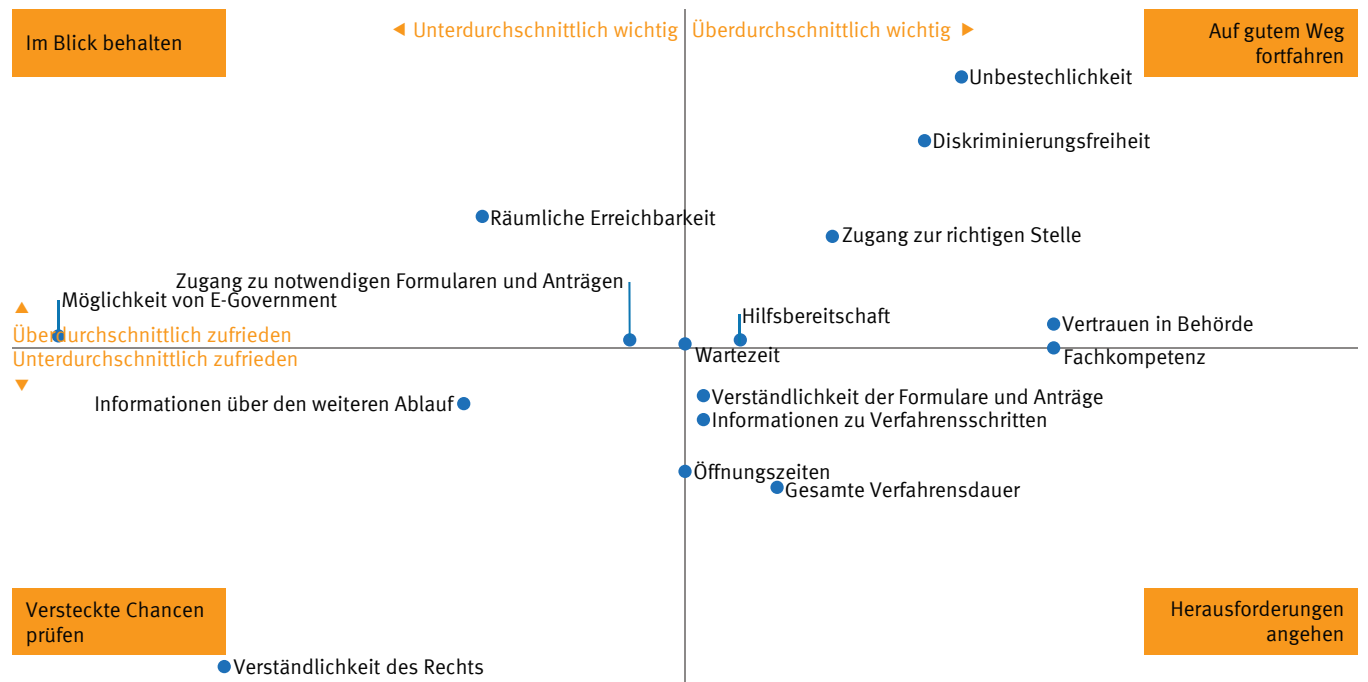 Im Blick behalten
◄ Unterdurchschnittlich wichtig
Überdurchschnittlich wichtig ►
Auf gutem Weg
fortfahren
Unbestechlichkeit
Diskriminierungsfreiheit
Räumliche Erreichbarkeit
Zugang zur richtigen Stelle
Zugang zu notwendigen Formularen und Anträgen
Möglichkeit von E-Government
Hilfsbereitschaft
Vertrauen in Behörde
▲
Überdurchschnittlich zufrieden
Unterdurchschnittlich zufrieden
▼
Wartezeit
Fachkompetenz
Informationen über den weiteren Ablauf
Verständlichkeit der Formulare und Anträge
Informationen zu Verfahrensschritten
Öffnungszeiten
Gesamte Verfahrensdauer
Versteckte Chancen
prüfen
Herausforderungen
angehen
Verständlichkeit des Rechts